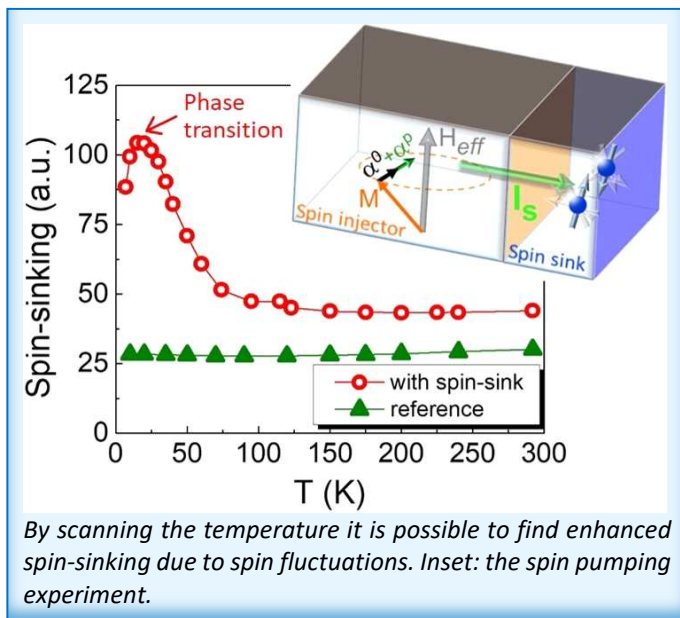 125
100
75
50
25
0
Spin-sinking (a.u.)
Phase
transition
α⁰+αᵖ
H_eff
M
I_s
Spin injector
Spin sink
with spin-sink
reference
0 50 100 150 200 250 300
T (K)
By scanning the temperature it is possible to find enhanced
spin-sinking due to spin fluctuations. Inset: the spin pumping
experiment.